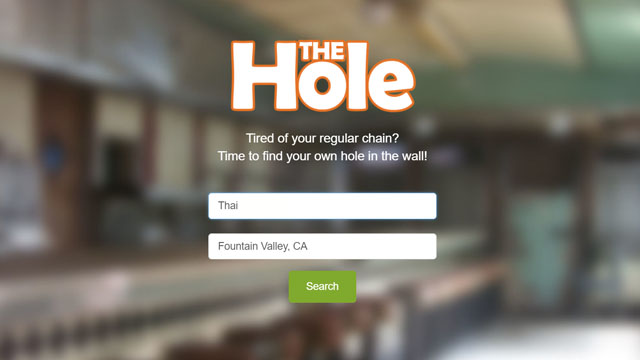 THE
Hole
Tired of your regular chain?
Time to find your own hole in the wall!
Thai
Fountain Valley, CA
Search